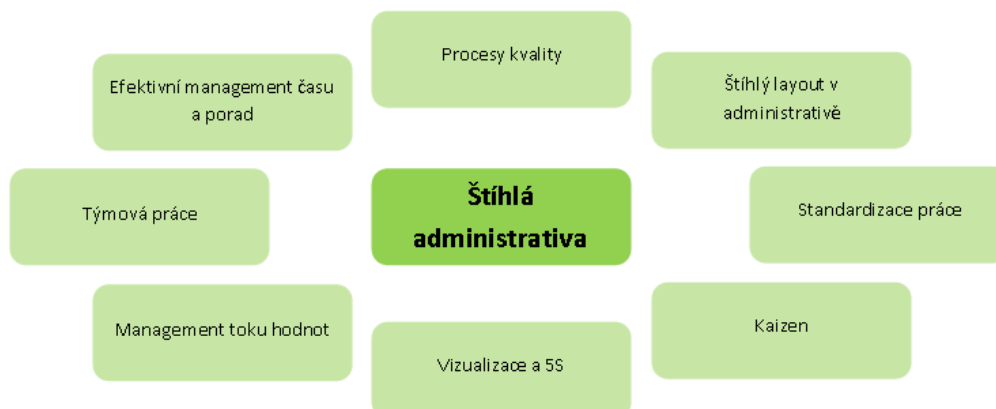 Procesy kvality
Efektivní management času
a porad
Štíhlý layout v
administrativě
Týmová práce
Štíhlá
administrativa
Standardizace práce
Management toku hodnot
Kaizen
Vizualizace a 5S